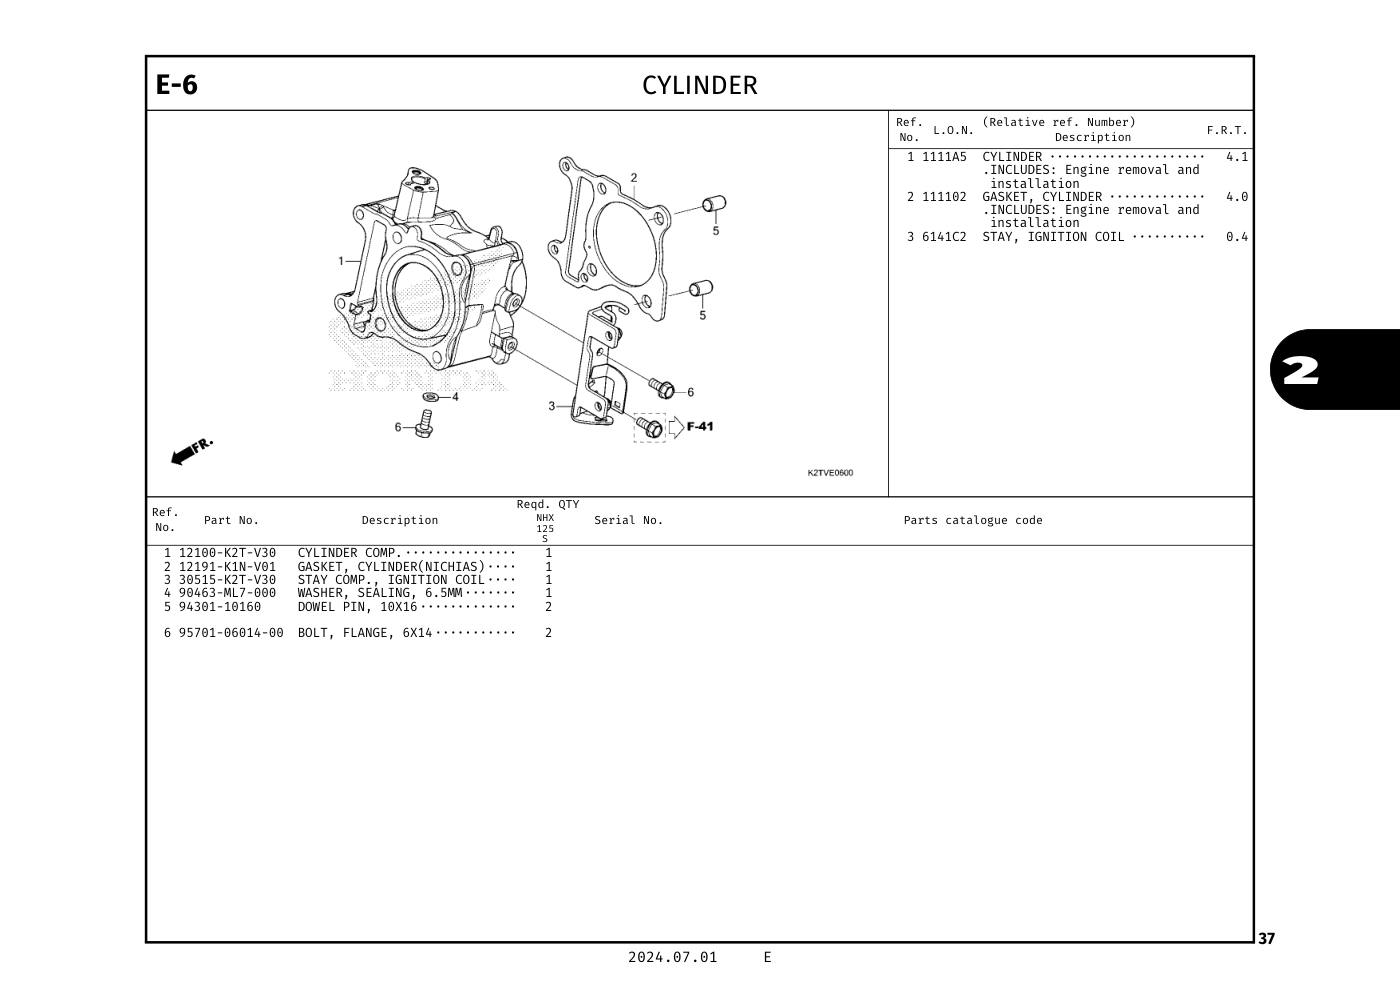 E-6
CYLINDER
2
5
1
5
6
4
3
6
F-41
FR.
HONDA
K2TVE0600
Ref. No. L.O.N. (Relative ref. Number) Description F.R.T.
1 1111A5 CYLINDER ····················· 4.1
.INCLUDES: Engine removal and
installation
2 111102 GASKET, CYLINDER ············· 4.0
.INCLUDES: Engine removal and
installation
3 6141C2 STAY, IGNITION COIL ·········· 0.4
2
Ref. No. Part No. Description Reqd. QTY NHX 125 S Serial No. Parts catalogue code
1 12100-K2T-V30 CYLINDER COMP.··············· 1
2 12191-K1N-V01 GASKET, CYLINDER(NICHIAS)···· 1
3 30515-K2T-V30 STAY COMP., IGNITION COIL···· 1
4 90463-ML7-000 WASHER, SEALING, 6.5MM······· 1
5 94301-10160 DOWEL PIN, 10X16············· 2
6 95701-06014-00 BOLT, FLANGE, 6X14··········· 2
37
2024.07.01 E